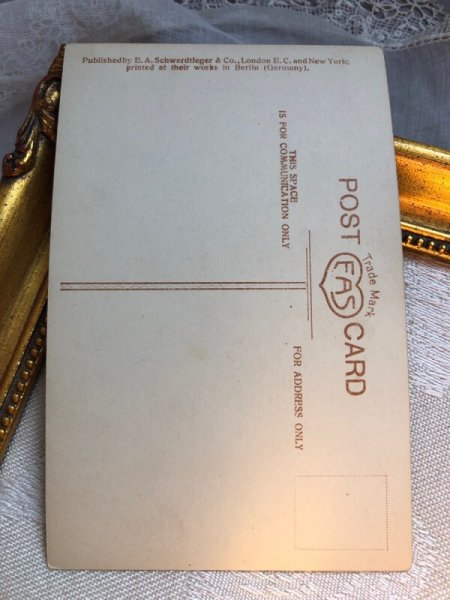 Published by E. A. Schwerdtfeger & Co., London E. C. and New York;
printed at their works in Berlin (Germany).
POST CARD
Trade Mark
EAS
THIS SPACE
IS FOR COMMUNICATION ONLY
FOR ADDRESS ONLY